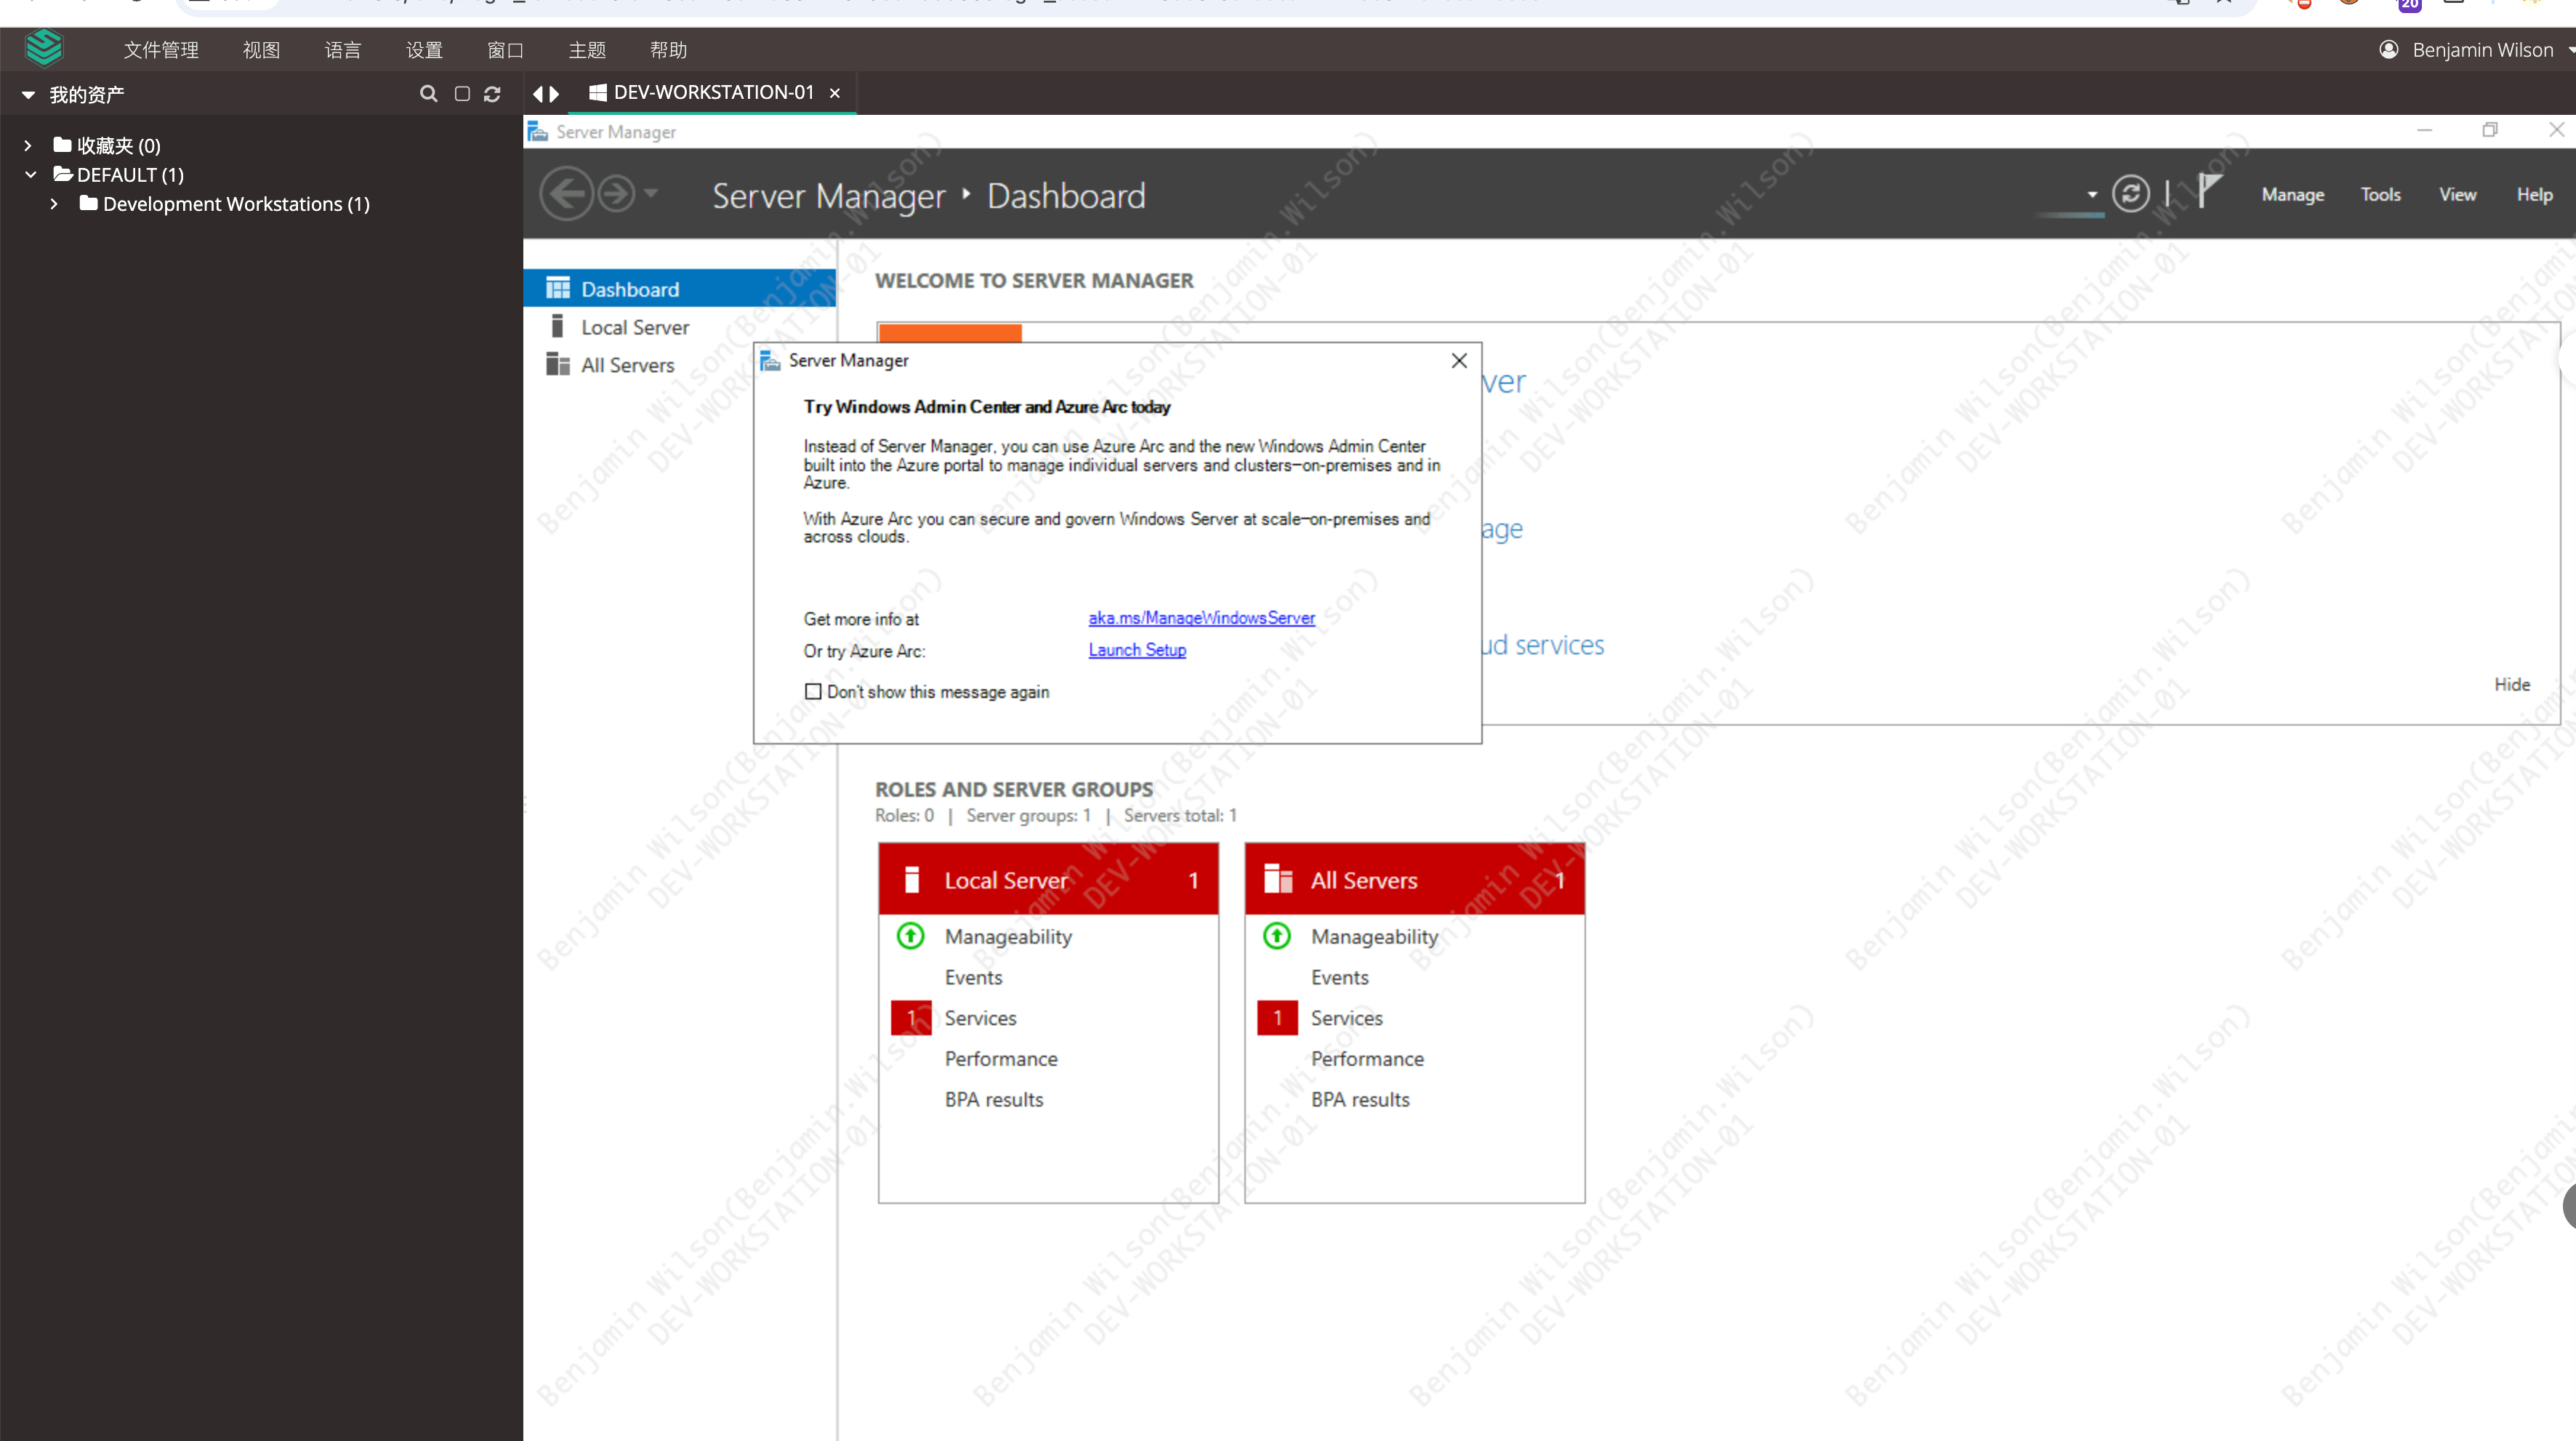 20
文件管理 视图 语言 设置 窗口 主题 帮助 Benjamin Wilson
我的资产
DEV-WORKSTATION-01
收藏夹 (0)
DEFAULT (1)
Development Workstations (1)
Server Manager
Server Manager Dashboard
Manage Tools View Help
Dashboard
Local Server
All Servers
WELCOME TO SERVER MANAGER
Server Manager
Try Windows Admin Center and Azure Arc today
Instead of Server Manager, you can use Azure Arc and the new Windows Admin Center
built into the Azure portal to manage individual servers and clusters—on-premises and in
Azure.
With Azure Arc you can secure and govern Windows Server at scale—on-premises and
across clouds.
Get more info at aka.ms/ManageWindowsServer
Or try Azure Arc: Launch Setup
Don't show this message again
ver
age
ud services
Hide
ROLES AND SERVER GROUPS
Roles: 0 | Server groups: 1 | Servers total: 1
Local Server 1
Manageability
Events
1 Services
Performance
BPA results
All Servers 1
Manageability
Events
1 Services
Performance
BPA results
Benjamin Wilson(Benjamin.Wilson)
DEV-WORKSTATION-01